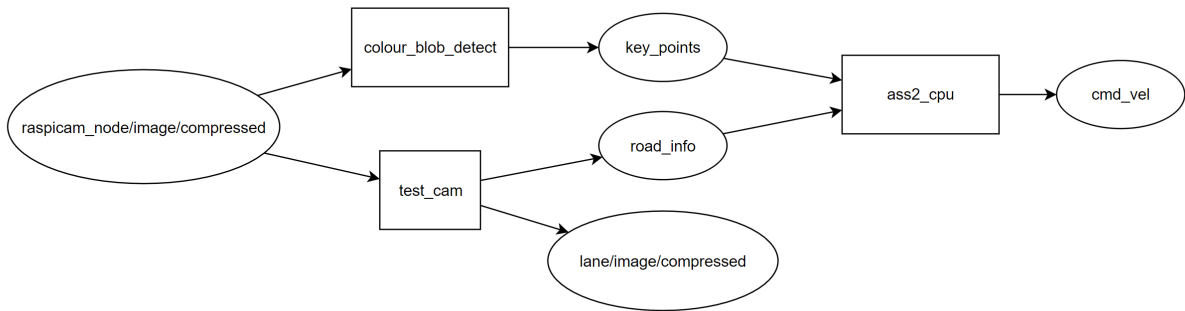 colour_blob_detect
key_points
ass2_cpu
cmd_vel
raspicam_node/image/compressed
road_info
test_cam
lane/image/compressed